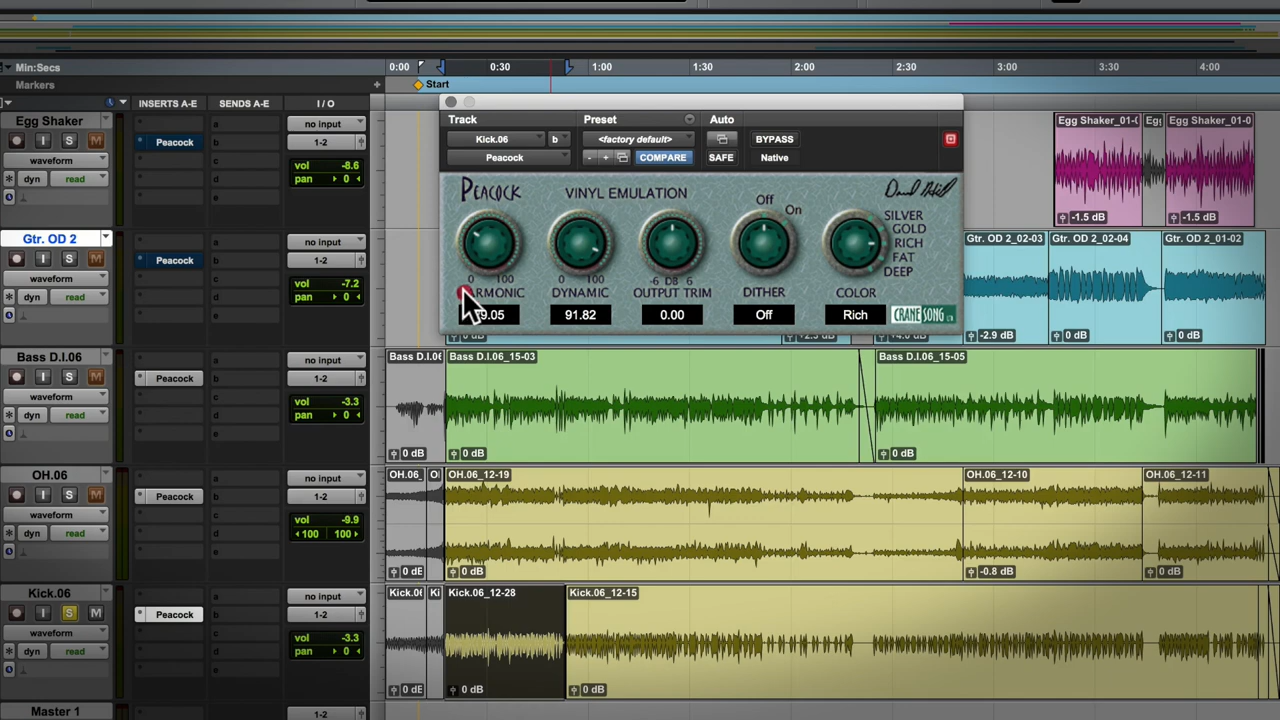 Min:Secs 0:00 0:30 1:00 1:30 2:00 2:30 3:00 3:30 4:00
Markers + Start
INSERTS A-E SENDS A-E I / O
Egg Shaker
I S M
waveform
dyn read
Peacock
a
b
c
d
e
no input
1-2
vol -8.6
pan 0
Egg Shaker_01-( Eg Egg Shaker_01-0
-1.5 dB -1.5 dB
Track Preset Auto
Kick.06 b <factory default>
Peacock - + COMPARE SAFE
BYPASS
Native
PEACOCK VINYL EMULATION
Off On
SILVER
GOLD
RICH
FAT
DEEP
0 100 0 100 -6 DB 6
ARMONIC DYNAMIC OUTPUT TRIM DITHER COLOR
9.05 91.82 0.00 Off Rich CRANE SONG
Gtr. OD 2
I S M
waveform
dyn read
Peacock
a
b
c
d
e
no input
1-2
vol -7.2
pan 0
Gtr. OD 2_02-03 Gtr. OD 2_02-04 Gtr. OD 2_01-02
-2.9 dB 0 dB 0 dB
Bass D.I.06
I S M
waveform
dyn read
Peacock
a
b
c
d
e
no input
1-2
vol -3.3
pan 0
Bass D.I.06 Bass D.I.06_15-03 Bass D.I.06_15-05
0 dB 0 dB 0 dB
OH.06
I S M
waveform
dyn read
Peacock
a
b
c
d
e
no input
1-2
vol -9.9
100 100
OH.06_ O OH.06_12-19 OH.06_12-10 OH.06_12-11
0 dE 0 dB -0.8 dB 0 dB
Kick.06
I S M
waveform
dyn read
Peacock
a
b
c
d
e
no input
1-2
vol -3.3
pan 0
Kick.06 Ki Kick.06_12-28 Kick.06_12-15
0 dE 0 dB 0 dB
Master 1 1-2